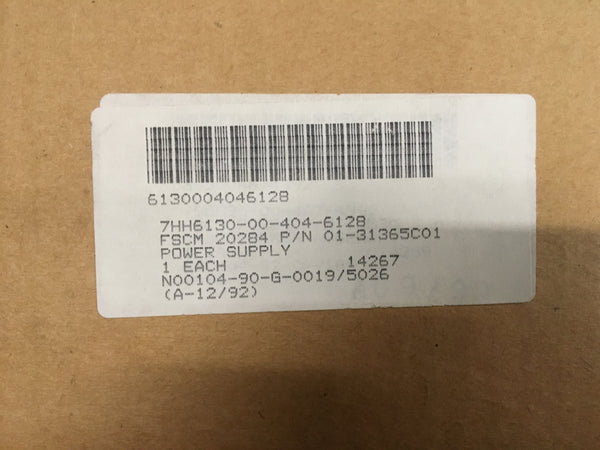 6130004046128
7HH6130-00-404-6128
FSCM 20284 P/N 01-31365C01
POWER SUPPLY
1 EACH 14267
N00104-90-G-0019/5026
(A-12/92)